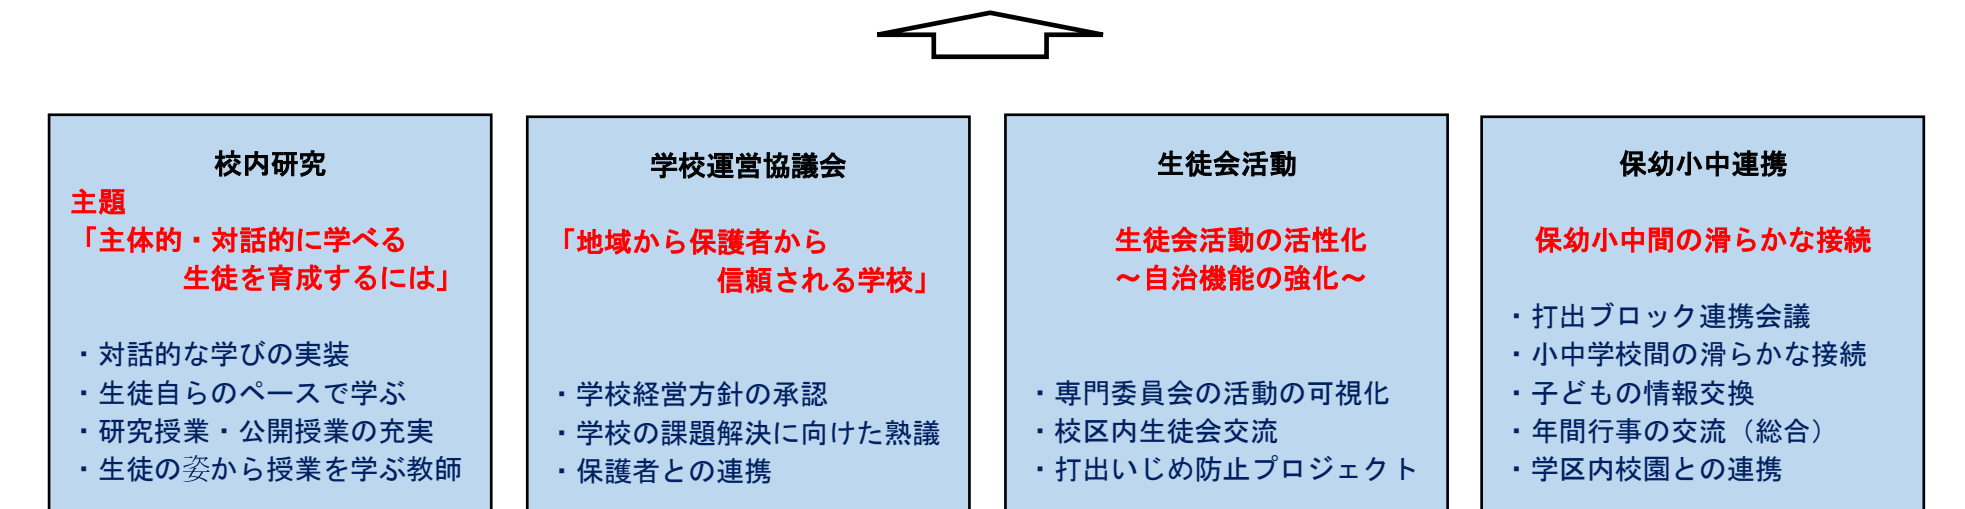 校内研究
主題
「主体的・対話的に学べる
生徒を育成するには」
・対話的な学びの実装
・生徒自らのペースで学ぶ
・研究授業・公開授業の充実
・生徒の姿から授業を学ぶ教師
学校運営協議会
「地域から保護者から
信頼される学校」
・学校経営方針の承認
・学校の課題解決に向けた熟議
・保護者との連携
生徒会活動
生徒会活動の活性化
～自治機能の強化～
・専門委員会の活動の可視化
・校区内生徒会交流
・打出いじめ防止プロジェクト
保幼小中連携
保幼小中間の滑らかな接続
・打出ブロック連携会議
・小中学校間の滑らかな接続
・子どもの情報交換
・年間行事の交流（総合）
・学区内校園との連携